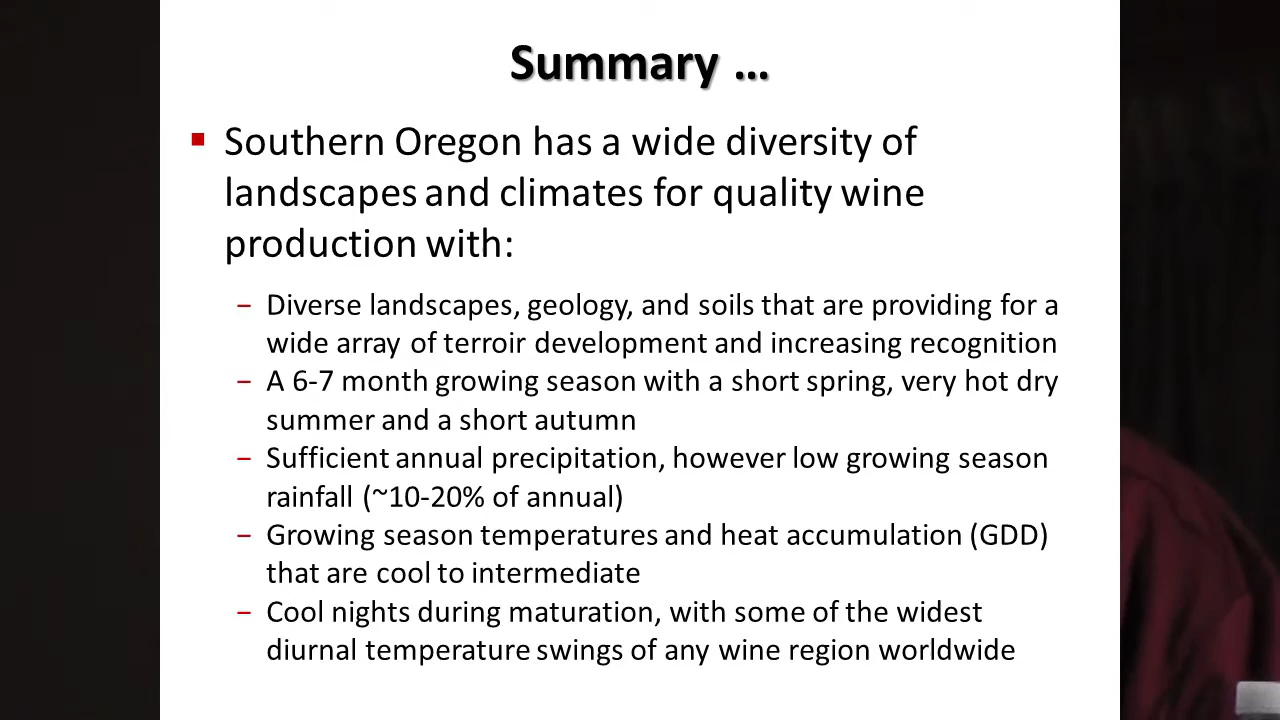 Summary …
▪ Southern Oregon has a wide diversity of
landscapes and climates for quality wine
production with:
– Diverse landscapes, geology, and soils that are providing for a
wide array of terroir development and increasing recognition
– A 6-7 month growing season with a short spring, very hot dry
summer and a short autumn
– Sufficient annual precipitation, however low growing season
rainfall (~10-20% of annual)
– Growing season temperatures and heat accumulation (GDD)
that are cool to intermediate
– Cool nights during maturation, with some of the widest
diurnal temperature swings of any wine region worldwide